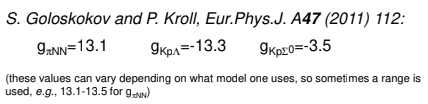 S. Goloskokov and P. Kroll, Eur.Phys.J. A47 (2011) 112:
gπNN=13.1 gKpΛ=-13.3 gKpΣ0=-3.5
(these values can vary depending on what model one uses, so sometimes a range is
used, e.g., 13.1-13.5 for gπNN)